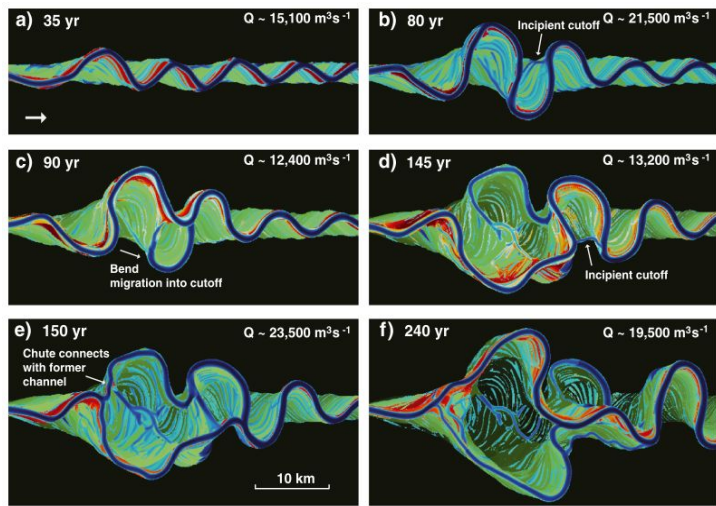 a) 35 yr
Q ~ 15,100 m³s⁻¹
b) 80 yr
Incipient cutoff
Q ~ 21,500 m³s⁻¹
c) 90 yr
Q ~ 12,400 m³s⁻¹
Bend
migration into cutoff
d) 145 yr
Q ~ 13,200 m³s⁻¹
Incipient cutoff
e) 150 yr
Q ~ 23,500 m³s⁻¹
Chute connects
with former
channel
10 km
f) 240 yr
Q ~ 19,500 m³s⁻¹